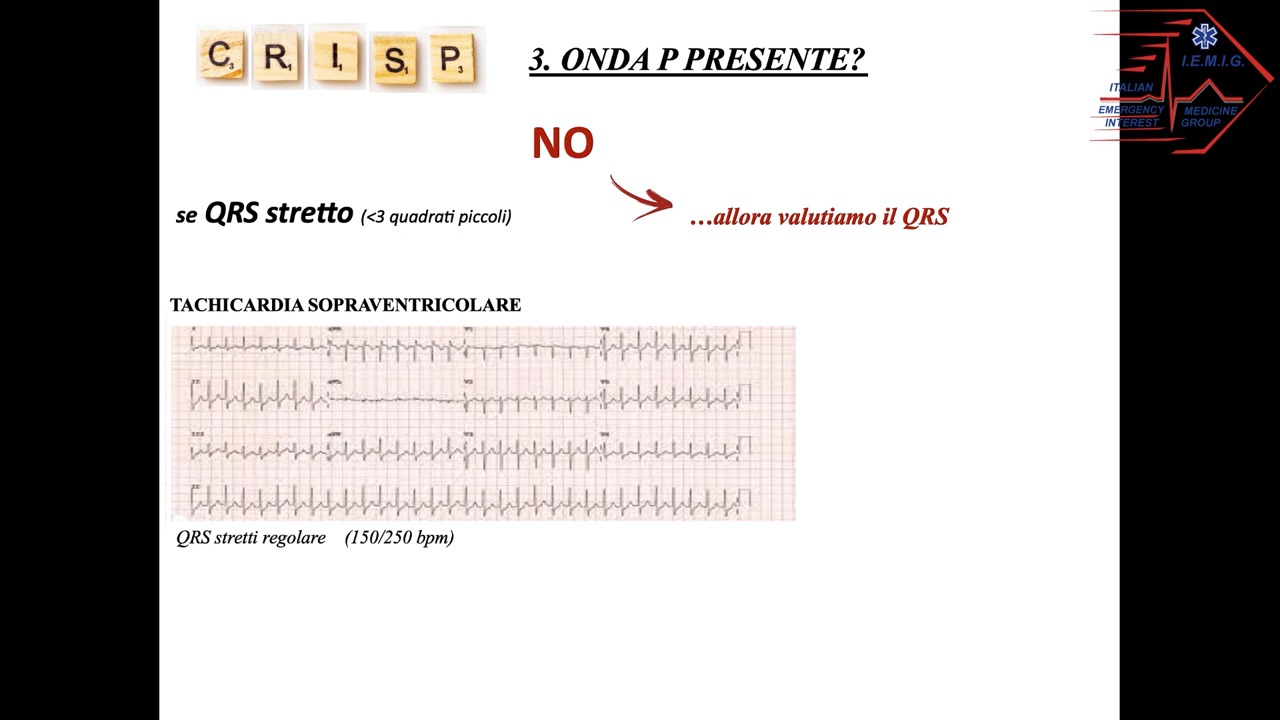 C R I S P
3. ONDA P PRESENTE?
I.E.M.I.G.
ITALIAN
EMERGENCY MEDICINE
INTEREST GROUP
NO
se QRS stretto (<3 quadrati piccoli)
...allora valutiamo il QRS
TACHICARDIA SOPRAVENTRICOLARE
QRS stretti regolare (150/250 bpm)